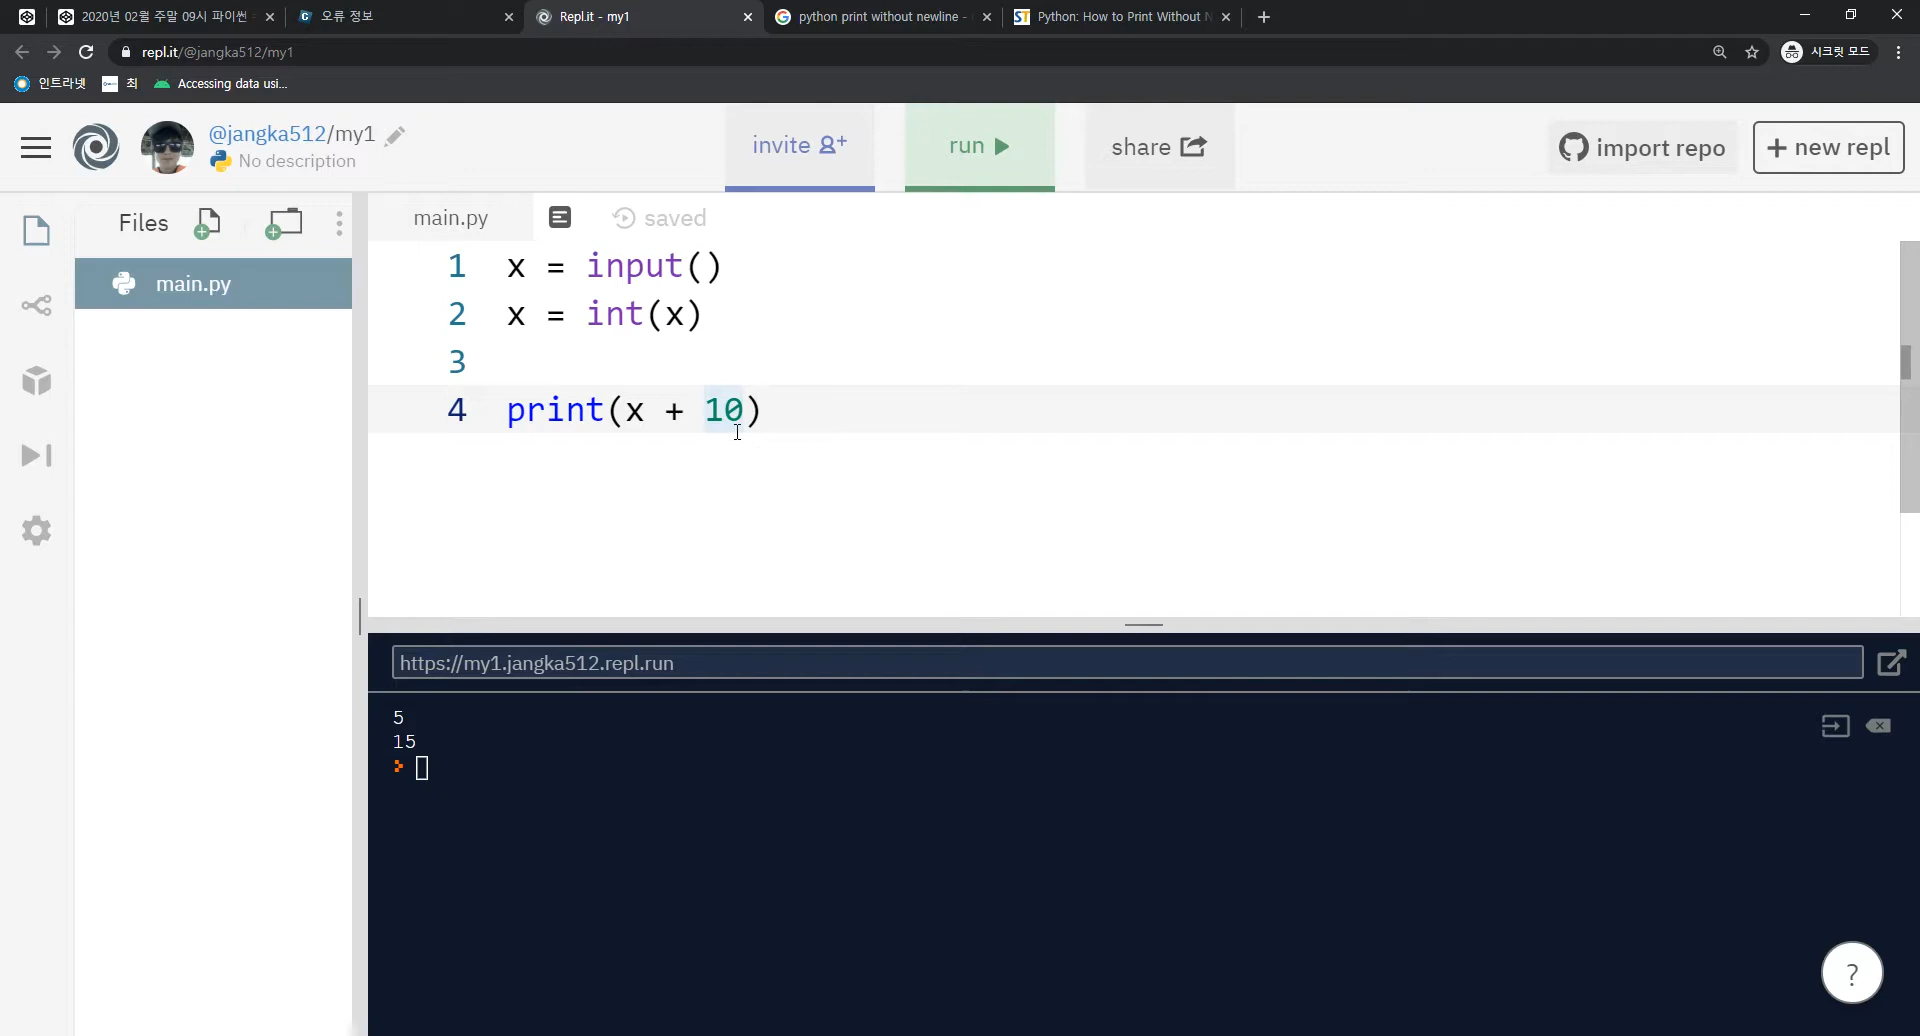 2020년 02월 주말 09시 파이썬
오류 정보
Repl.it - my1
python print without newline -
Python: How to Print Without N
repl.it/@jangka512/my1
시크릿 모드
인트라넷
최
Accessing data usi...
@jangka512/my1
No description
invite
run
share
import repo
+ new repl
Files
main.py
saved
main.py
1 x = input()
2 x = int(x)
3
4 print(x + 10)
https://my1.jangka512.repl.run
5
15
?